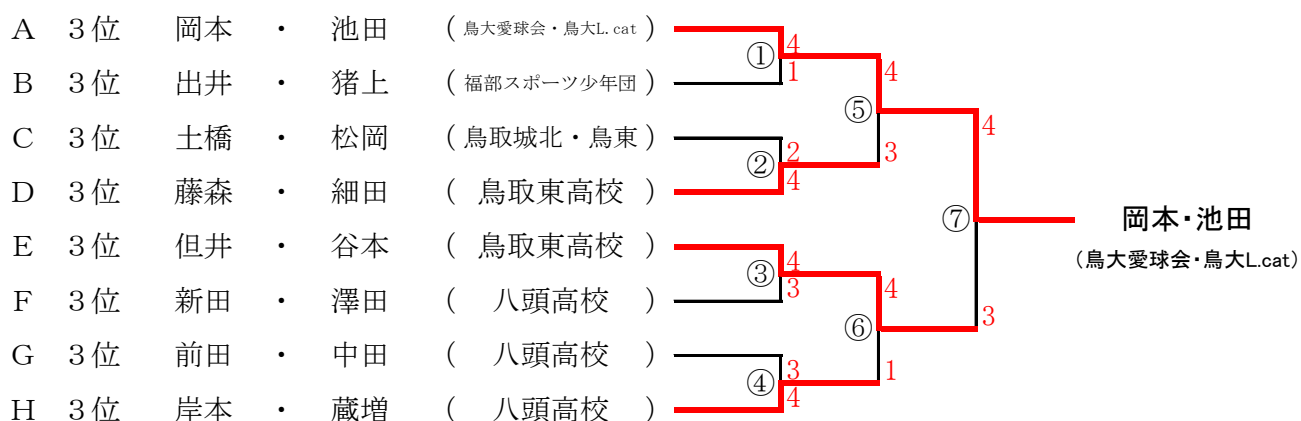 A 3位 岡本 ・ 池田 (鳥大愛球会・鳥大L.cat)
4
①
1
4
B 3位 出井 ・ 猪上 (福部スポーツ少年団)
⑤
4
C 3位 土橋 ・ 松岡 (鳥取城北・鳥東)
2
②
4
3
D 3位 藤森 ・ 細田 ( 鳥取東高校 )
⑦
岡本・池田
(鳥大愛球会・鳥大L.cat)
E 3位 但井 ・ 谷本 ( 鳥取東高校 )
4
③
3
4
F 3位 新田 ・ 澤田 ( 八頭高校 )
⑥
3
G 3位 前田 ・ 中田 ( 八頭高校 )
3
④
4
1
H 3位 岸本 ・ 蔵増 ( 八頭高校 )